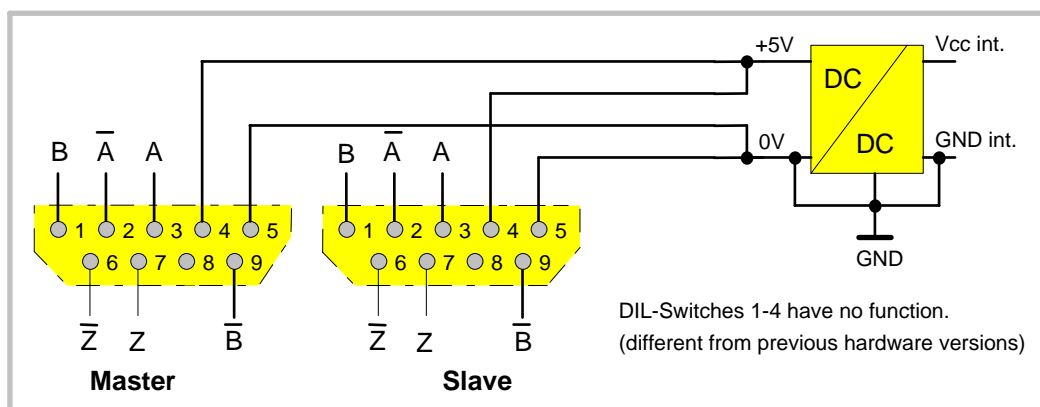 +5V
Vcc int.
DC
DC
0V
GND int.
GND
B A̅ A
1 2 3 4 5
6 7 8 9
Z̅ Z B̅
Master
B A̅ A
1 2 3 4 5
6 7 8 9
Z̅ Z B̅
Slave
DIL-Switches 1-4 have no function.
(different from previous hardware versions)